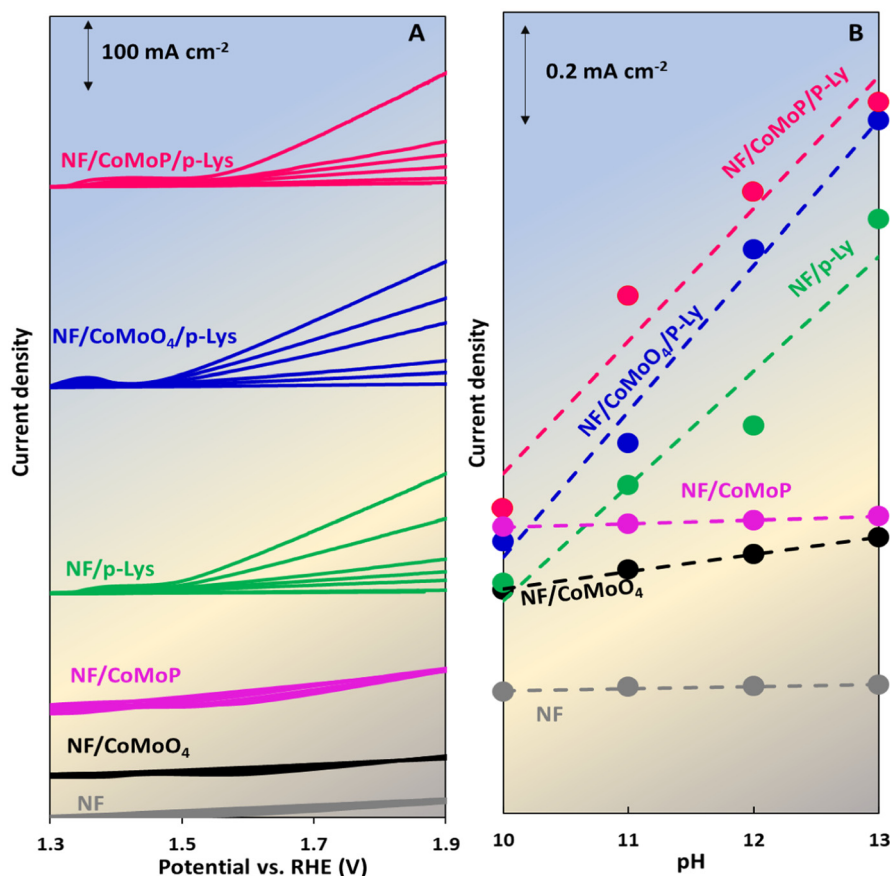 A
100 mA cm⁻²
NF/CoMoP/p-Lys
NF/CoMoO₄/p-Lys
NF/p-Lys
NF/CoMoP
NF/CoMoO₄
NF
Current density
1.3
1.5
1.7
1.9
Potential vs. RHE (V)
B
0.2 mA cm⁻²
NF/CoMoP/P-Ly
NF/CoMoO₄/P-Ly
NF/p-Ly
NF/CoMoP
NF/CoMoO₄
NF
Current density
10
11
12
13
pH